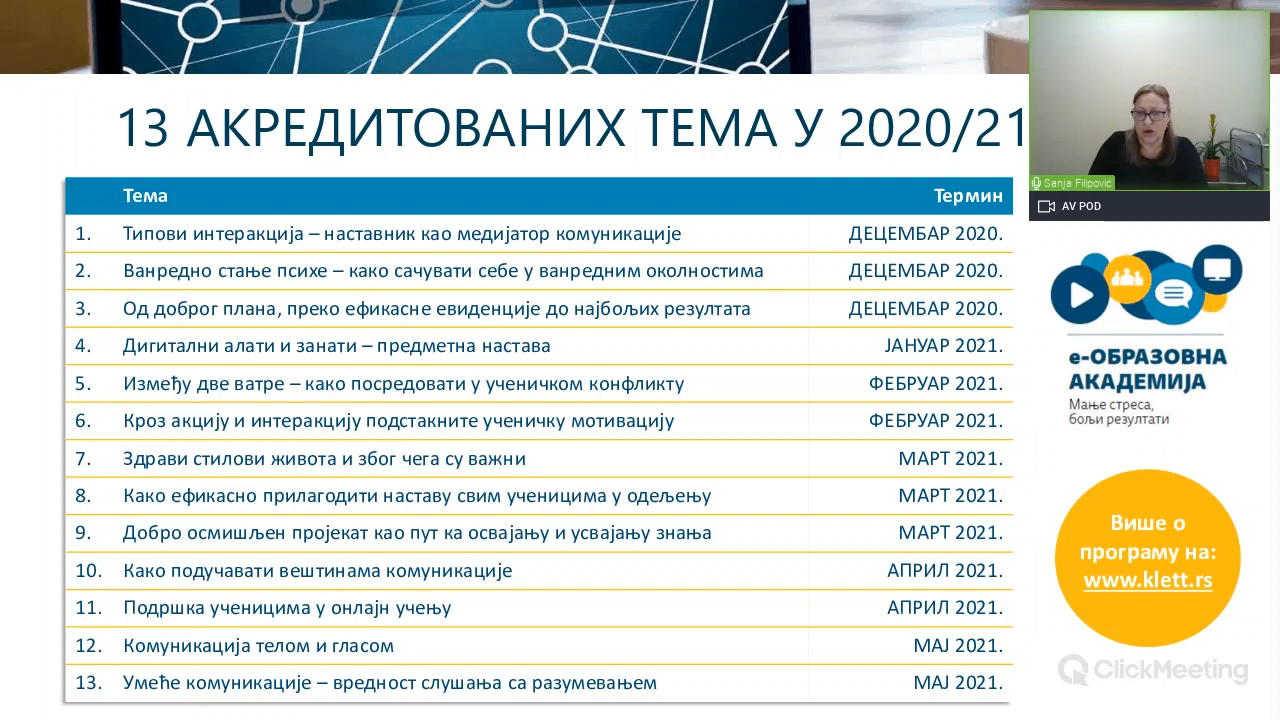 13 АКРЕДИТОВАНИХ ТЕМА У 2020/21
Тема Термин
1. Типови интеракција – наставник као медијатор комуникације ДЕЦЕМБАР 2020.
2. Ванредно стање психе – како сачувати себе у ванредним околностима ДЕЦЕМБАР 2020.
3. Од доброг плана, преко ефикасне евиденције до најбољих резултата ДЕЦЕМБАР 2020.
4. Дигитални алати и занати – предметна настава ЈАНУАР 2021.
5. Између две ватре – како посредовати у ученичком конфликту ФЕБРУАР 2021.
6. Кроз акцију и интеракцију подстакните ученичку мотивацију ФЕБРУАР 2021.
7. Здрави стилови живота и због чега су важни МАРТ 2021.
8. Како ефикасно прилагодити наставу свим ученицима у одељењу МАРТ 2021.
9. Добро осмишљен пројекат као пут ка освајању и усвајању знања МАРТ 2021.
10. Како подучавати вештинама комуникације АПРИЛ 2021.
11. Подршка ученицима у онлајн учењу АПРИЛ 2021.
12. Комуникација телом и гласом МАЈ 2021.
13. Умеће комуникације – вредност слушања са разумевањем МАЈ 2021.
Sanja Filipović
AV POD
е-ОБРАЗОВНА
АКАДЕМИЈА
Мање стреса,
бољи резултати
Више о
програму на:
www.klett.rs
ClickMeeting